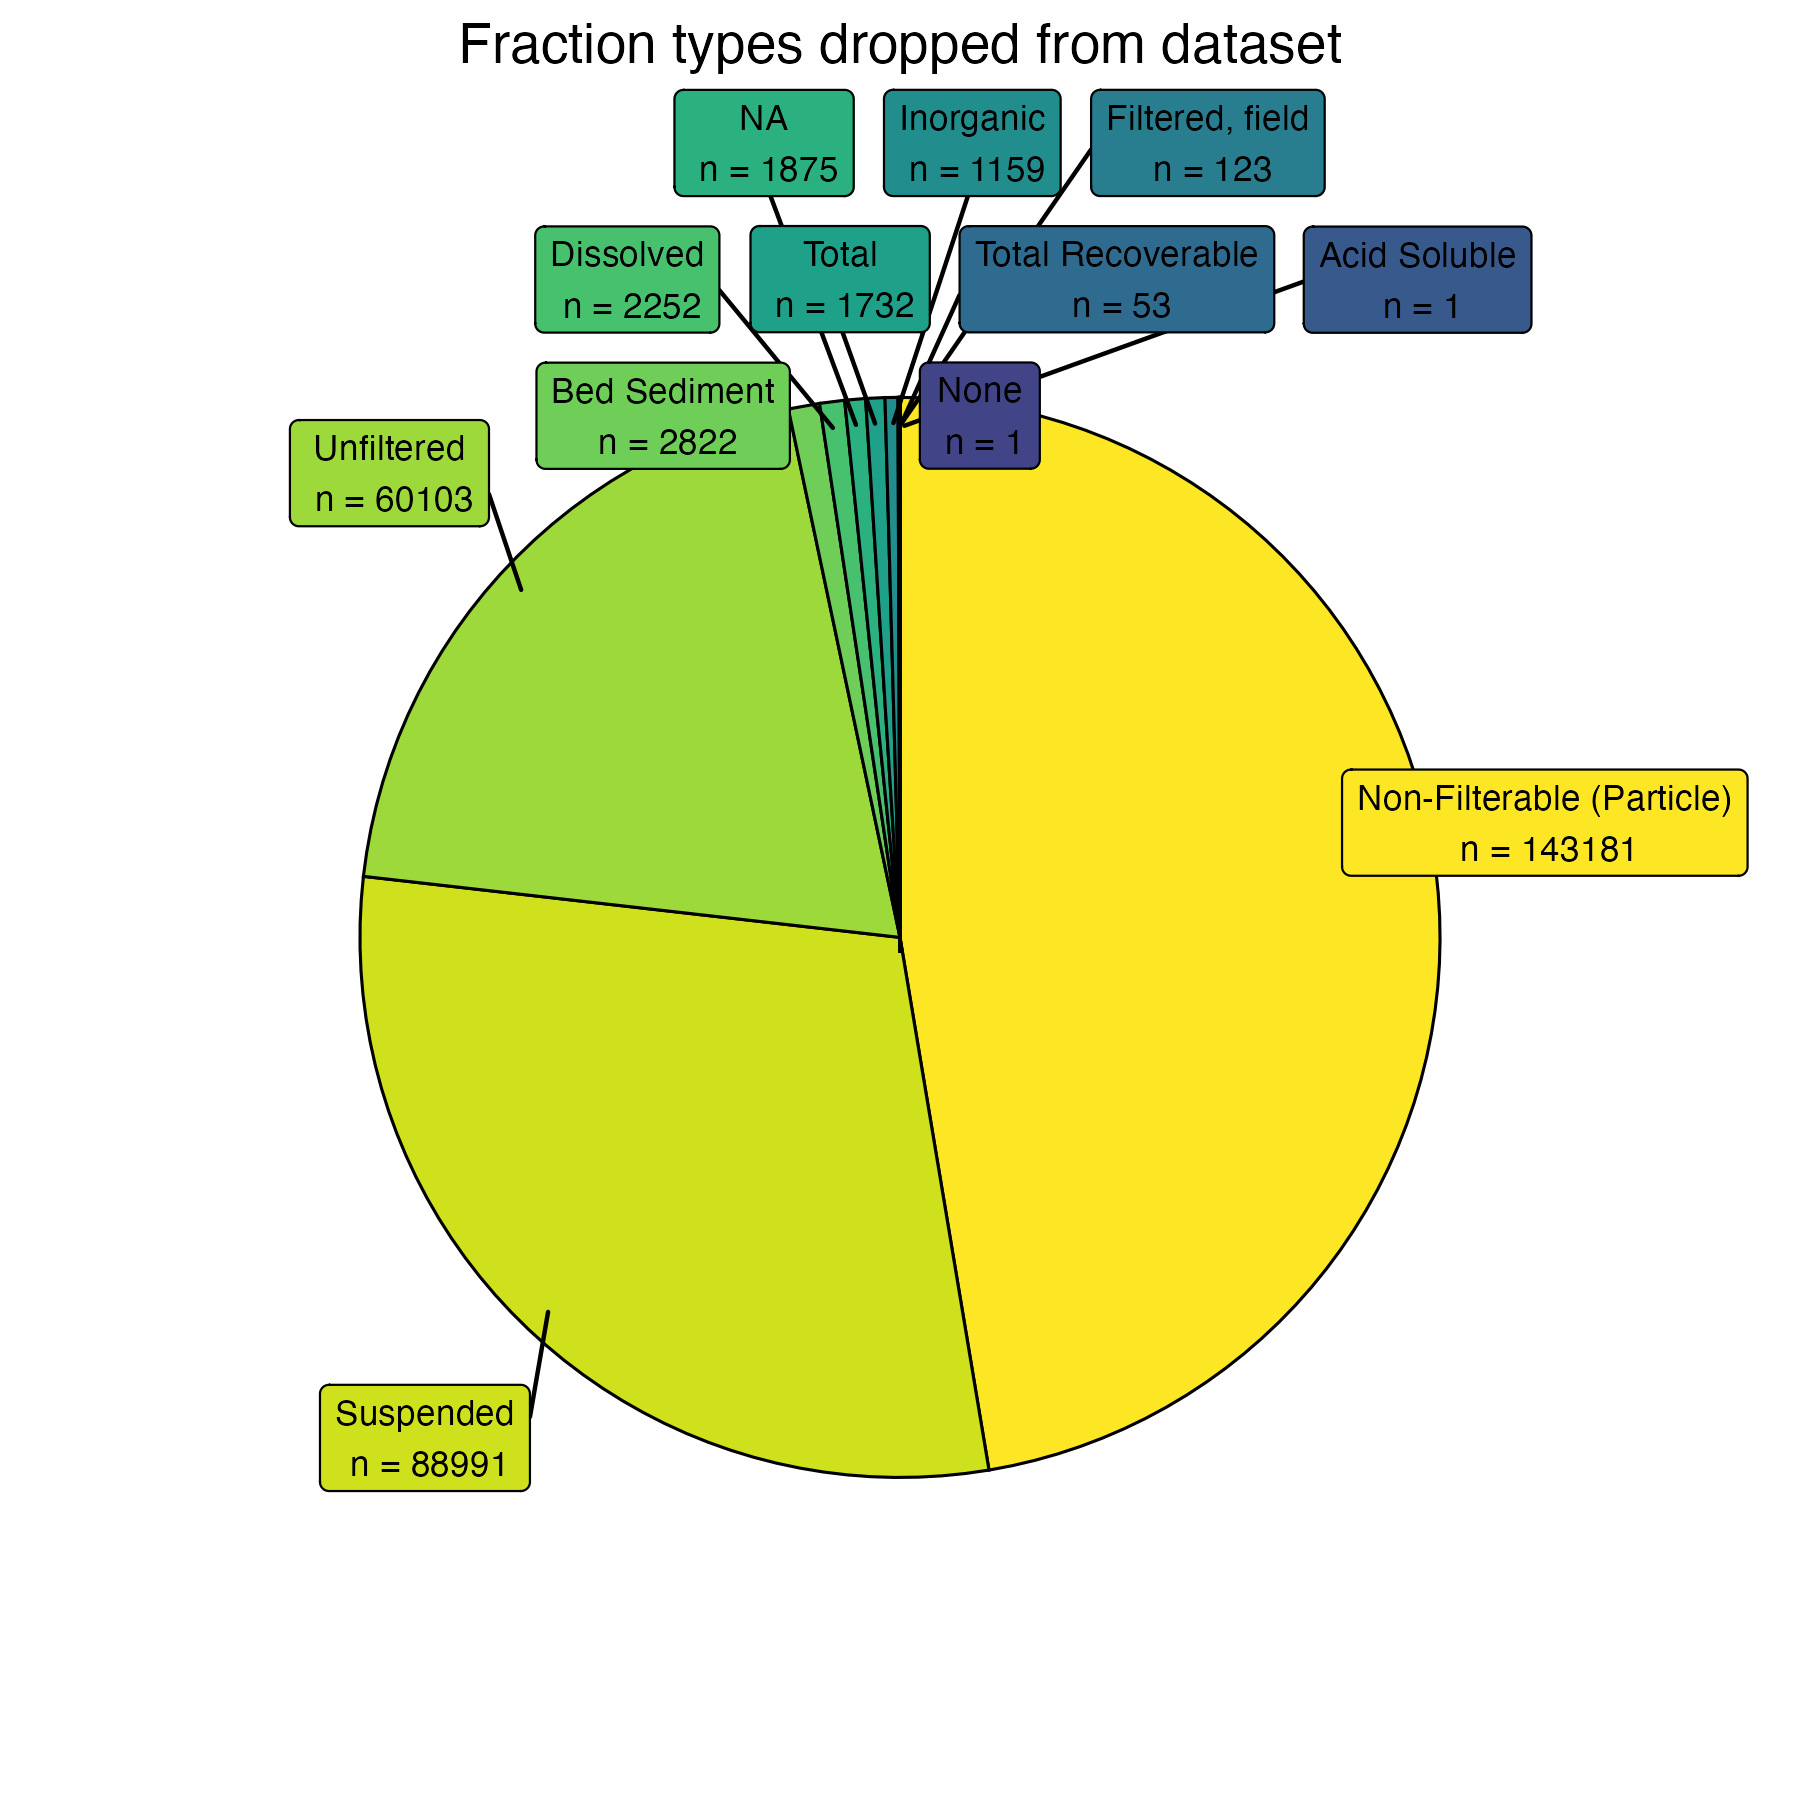 Fraction types dropped from dataset
NA
n = 1875
Inorganic
n = 1159
Filtered, field
n = 123
Dissolved
n = 2252
Total
n = 1732
Total Recoverable
n = 53
Acid Soluble
n = 1
Bed Sediment
n = 2822
None
n = 1
Unfiltered
n = 60103
Non-Filterable (Particle)
n = 143181
Suspended
n = 88991